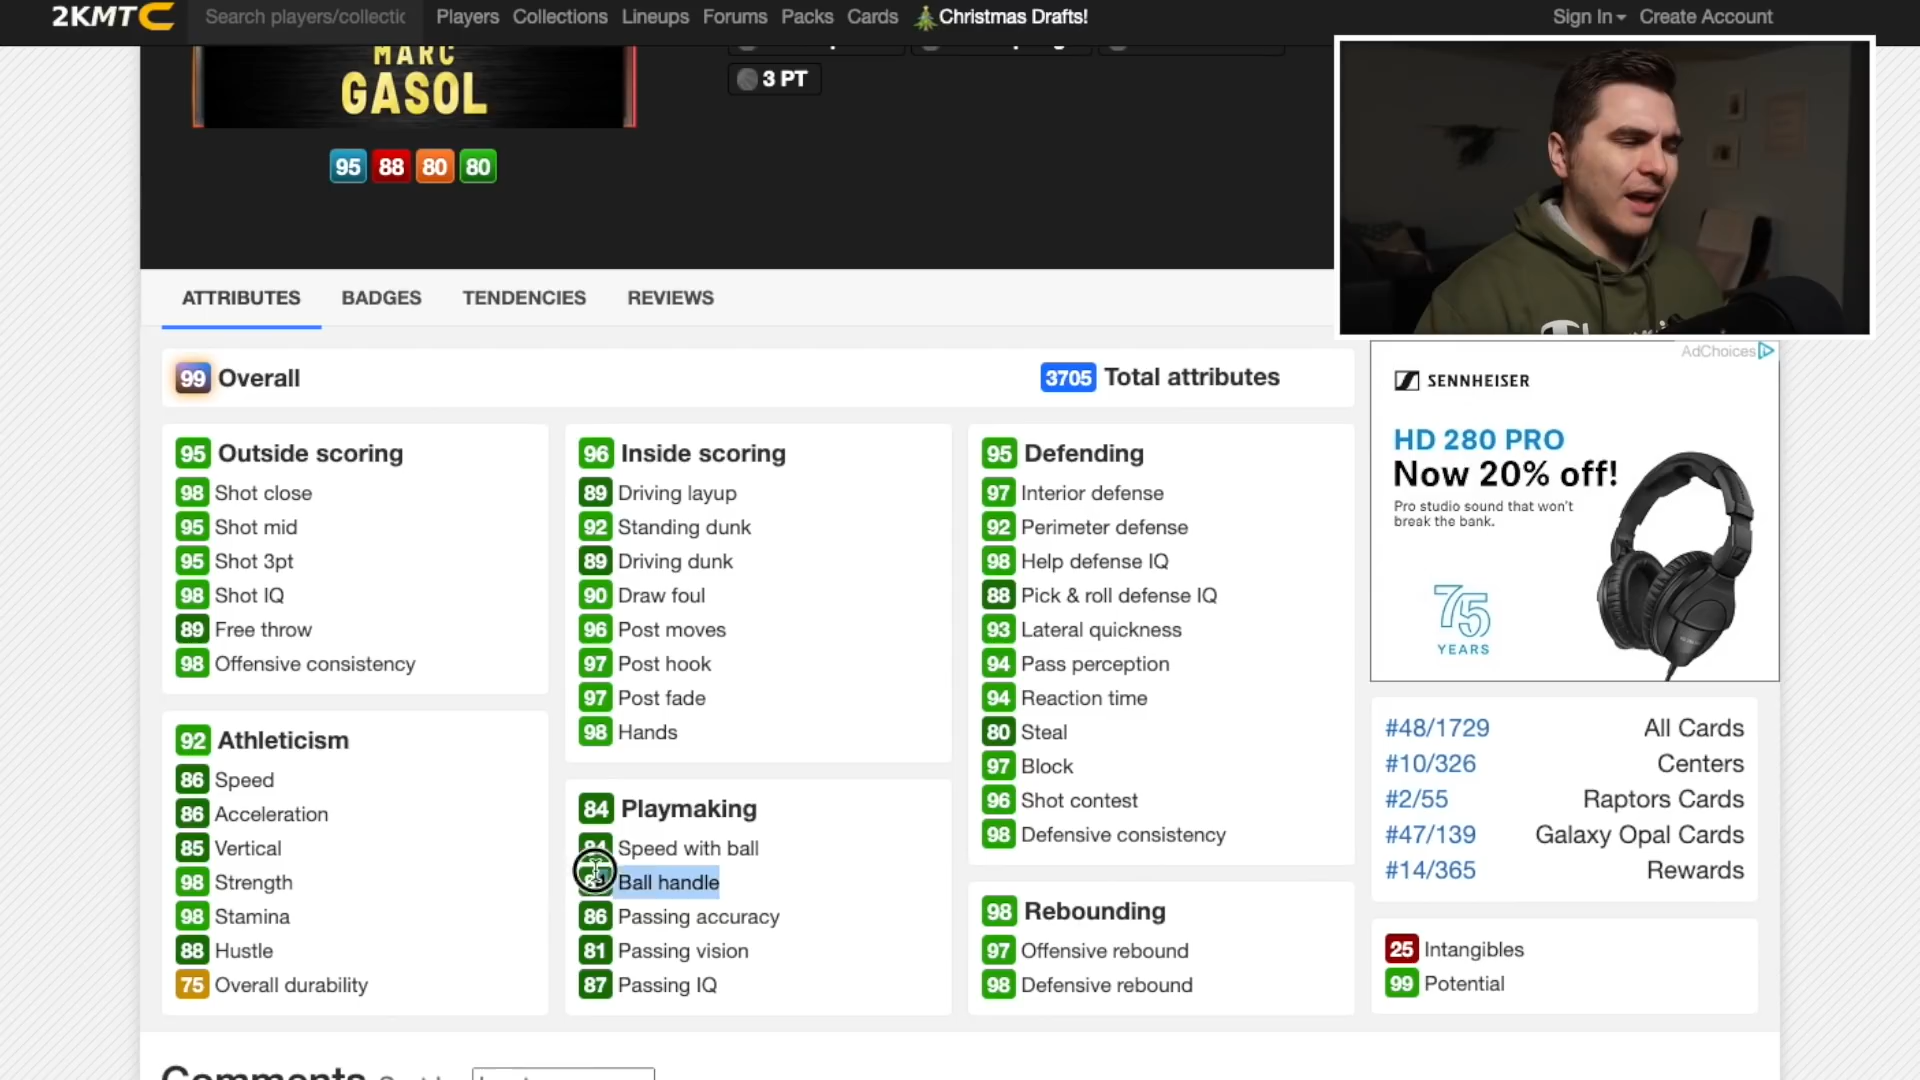 2KMTC
Search players/collectic
Players
Collections
Lineups
Forums
Packs
Cards
Christmas Drafts!
Sign In
Create Account
MARC
GASOL
3 PT
95 88 80 80
ATTRIBUTES
BADGES
TENDENCIES
REVIEWS
99 Overall
3705 Total attributes
95 Outside scoring
98 Shot close
95 Shot mid
95 Shot 3pt
98 Shot IQ
89 Free throw
98 Offensive consistency
92 Athleticism
86 Speed
86 Acceleration
85 Vertical
98 Strength
98 Stamina
88 Hustle
75 Overall durability
96 Inside scoring
89 Driving layup
92 Standing dunk
89 Driving dunk
90 Draw foul
96 Post moves
97 Post hook
97 Post fade
98 Hands
84 Playmaking
Speed with ball
Ball handle
86 Passing accuracy
81 Passing vision
87 Passing IQ
95 Defending
97 Interior defense
92 Perimeter defense
98 Help defense IQ
88 Pick & roll defense IQ
93 Lateral quickness
94 Pass perception
94 Reaction time
80 Steal
97 Block
96 Shot contest
98 Defensive consistency
98 Rebounding
97 Offensive rebound
98 Defensive rebound
AdChoices
SENNHEISER
HD 280 PRO
Now 20% off!
Pro studio sound that won't
break the bank.
75
YEARS
#48/1729 All Cards
#10/326 Centers
#2/55 Raptors Cards
#47/139 Galaxy Opal Cards
#14/365 Rewards
25 Intangibles
99 Potential
Comments